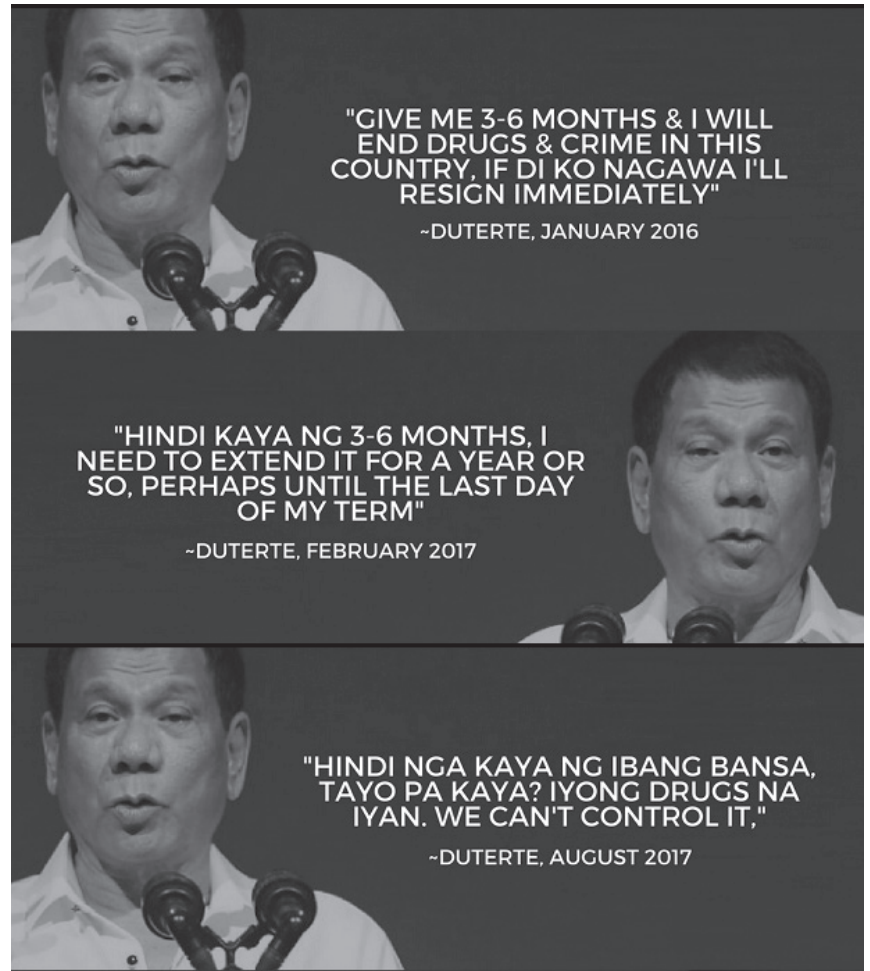 "GIVE ME 3-6 MONTHS & I WILL
END DRUGS & CRIME IN THIS
COUNTRY, IF DI KO NAGAWA I'LL
RESIGN IMMEDIATELY"
~DUTERTE, JANUARY 2016
"HINDI KAYA NG 3-6 MONTHS, I
NEED TO EXTEND IT FOR A YEAR OR
SO, PERHAPS UNTIL THE LAST DAY
OF MY TERM"
~DUTERTE, FEBRUARY 2017
"HINDI NGA KAYA NG IBANG BANSA,
TAYO PA KAYA? IYONG DRUGS NA
IYAN. WE CAN'T CONTROL IT,"
~DUTERTE, AUGUST 2017